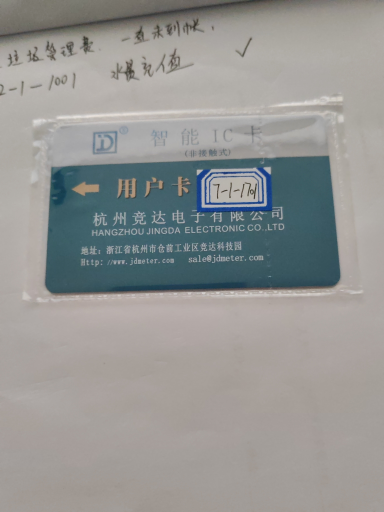 垃圾管理费. 一直未到帐,
2-1-1001 水费充值 ✓
JD ®
智能IC卡
(非接触式)
用户卡
7-1-1701
杭州竞达电子有限公司
HANGZHOU JINGDA ELECTRONIC CO.,LTD
地址: 浙江省杭州市仓前工业区竞达科技园
Http: //www.jdmeter.com sale@jdmeter.com